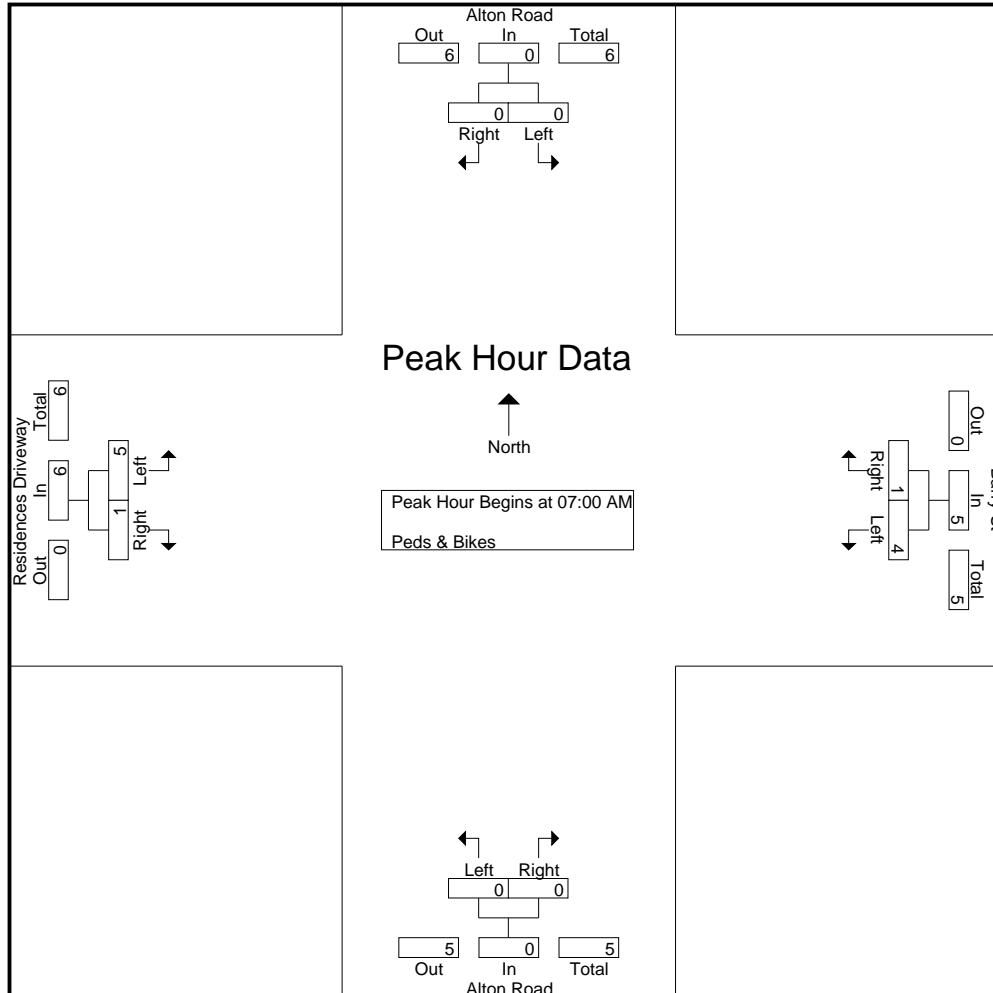 Alton Road
Out In Total
6 0 6
0 0
Right Left
Peak Hour Data
North
Peak Hour Begins at 07:00 AM
Peds & Bikes
Residences Driveway
Total In Out
6 6 0
5 1
Left Right
Out In Total
0 5 5
1 4
Right Left
Left Right
0 0
5 0 5
Out In Total
Alton Road